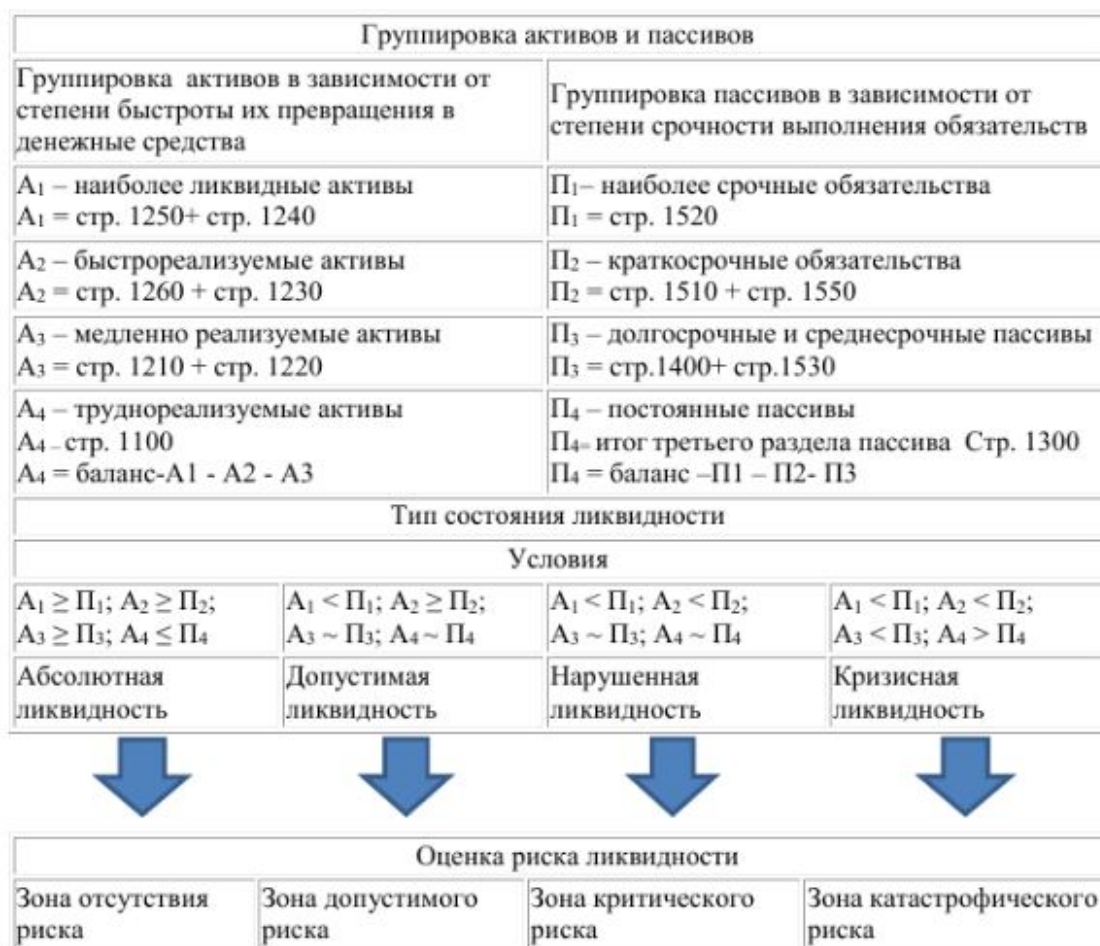 Группировка активов и пассивов
Группировка активов в зависимости от
степени быстроты их превращения в
денежные средства
Группировка пассивов в зависимости от
степени срочности выполнения обязательств
А₁ – наиболее ликвидные активы
А₁ = стр. 1250+ стр. 1240
П₁– наиболее срочные обязательства
П₁ = стр. 1520
А₂ – быстрореализуемые активы
А₂ = стр. 1260 + стр. 1230
П₂ – краткосрочные обязательства
П₂ = стр. 1510 + стр. 1550
А₃ – медленно реализуемые активы
А₃ = стр. 1210 + стр. 1220
П₃ – долгосрочные и среднесрочные пассивы
П₃ = стр.1400+ стр.1530
А₄ – труднореализуемые активы
А₄ – стр. 1100
А₄ = баланс-А1 - А2 - А3
П₄ – постоянные пассивы
П₄= итог третьего раздела пассива Стр. 1300
П₄ = баланс –П1 – П2- П3
Тип состояния ликвидности
Условия
А₁ ≥ П₁; А₂ ≥ П₂;
А₃ ≥ П₃; А₄ ≤ П₄
А₁ < П₁; А₂ ≥ П₂;
А₃ ~ П₃; А₄ ~ П₄
А₁ < П₁; А₂ < П₂;
А₃ ~ П₃; А₄ ~ П₄
А₁ < П₁; А₂ < П₂;
А₃ < П₃; А₄ > П₄
Абсолютная
ликвидность
Допустимая
ликвидность
Нарушенная
ликвидность
Кризисная
ликвидность
Оценка риска ликвидности
Зона отсутствия
риска
Зона допустимого
риска
Зона критического
риска
Зона катастрофического
риска